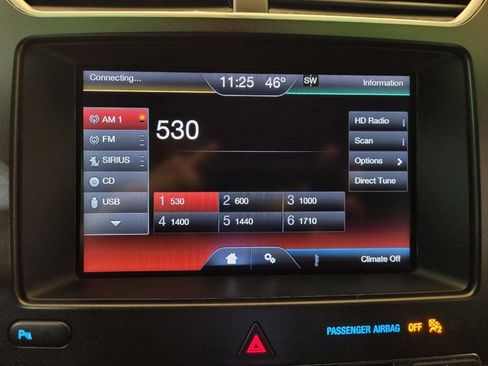 Connecting...
11:25 46° SW
Information
AM 1
FM
SIRIUS
CD
USB
530
HD Radio
Scan
Options >
Direct Tune
1 530
2 600
3 1000
4 1400
5 1440
6 1710
Climate Off
P
PASSENGER AIRBAG OFF 2